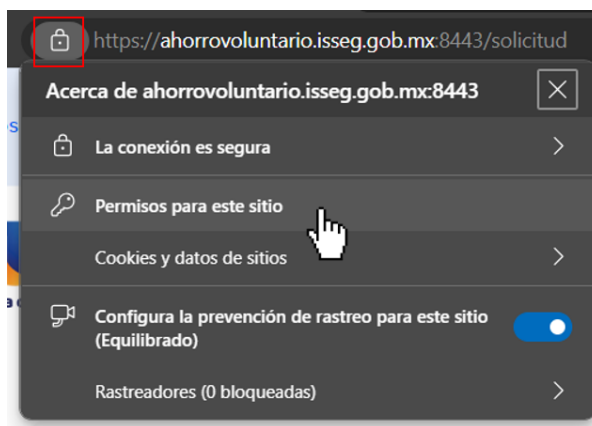 https://ahorrovoluntario.isseg.gob.mx:8443/solicitud
Acerca de ahorrovoluntario.isseg.gob.mx:8443
La conexión es segura
Permisos para este sitio
Cookies y datos de sitios
Configura la prevención de rastreo para este sitio
(Equilibrado)
Rastreadores (0 bloqueadas)